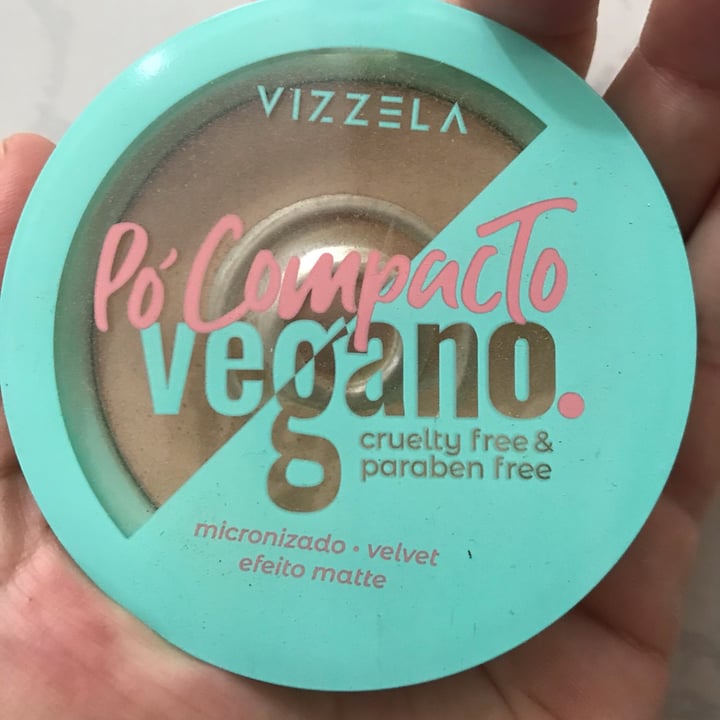 VIZZELA
Pó Compacto
vegano.
cruelty free &
paraben free
micronizado • velvet
efeito matte